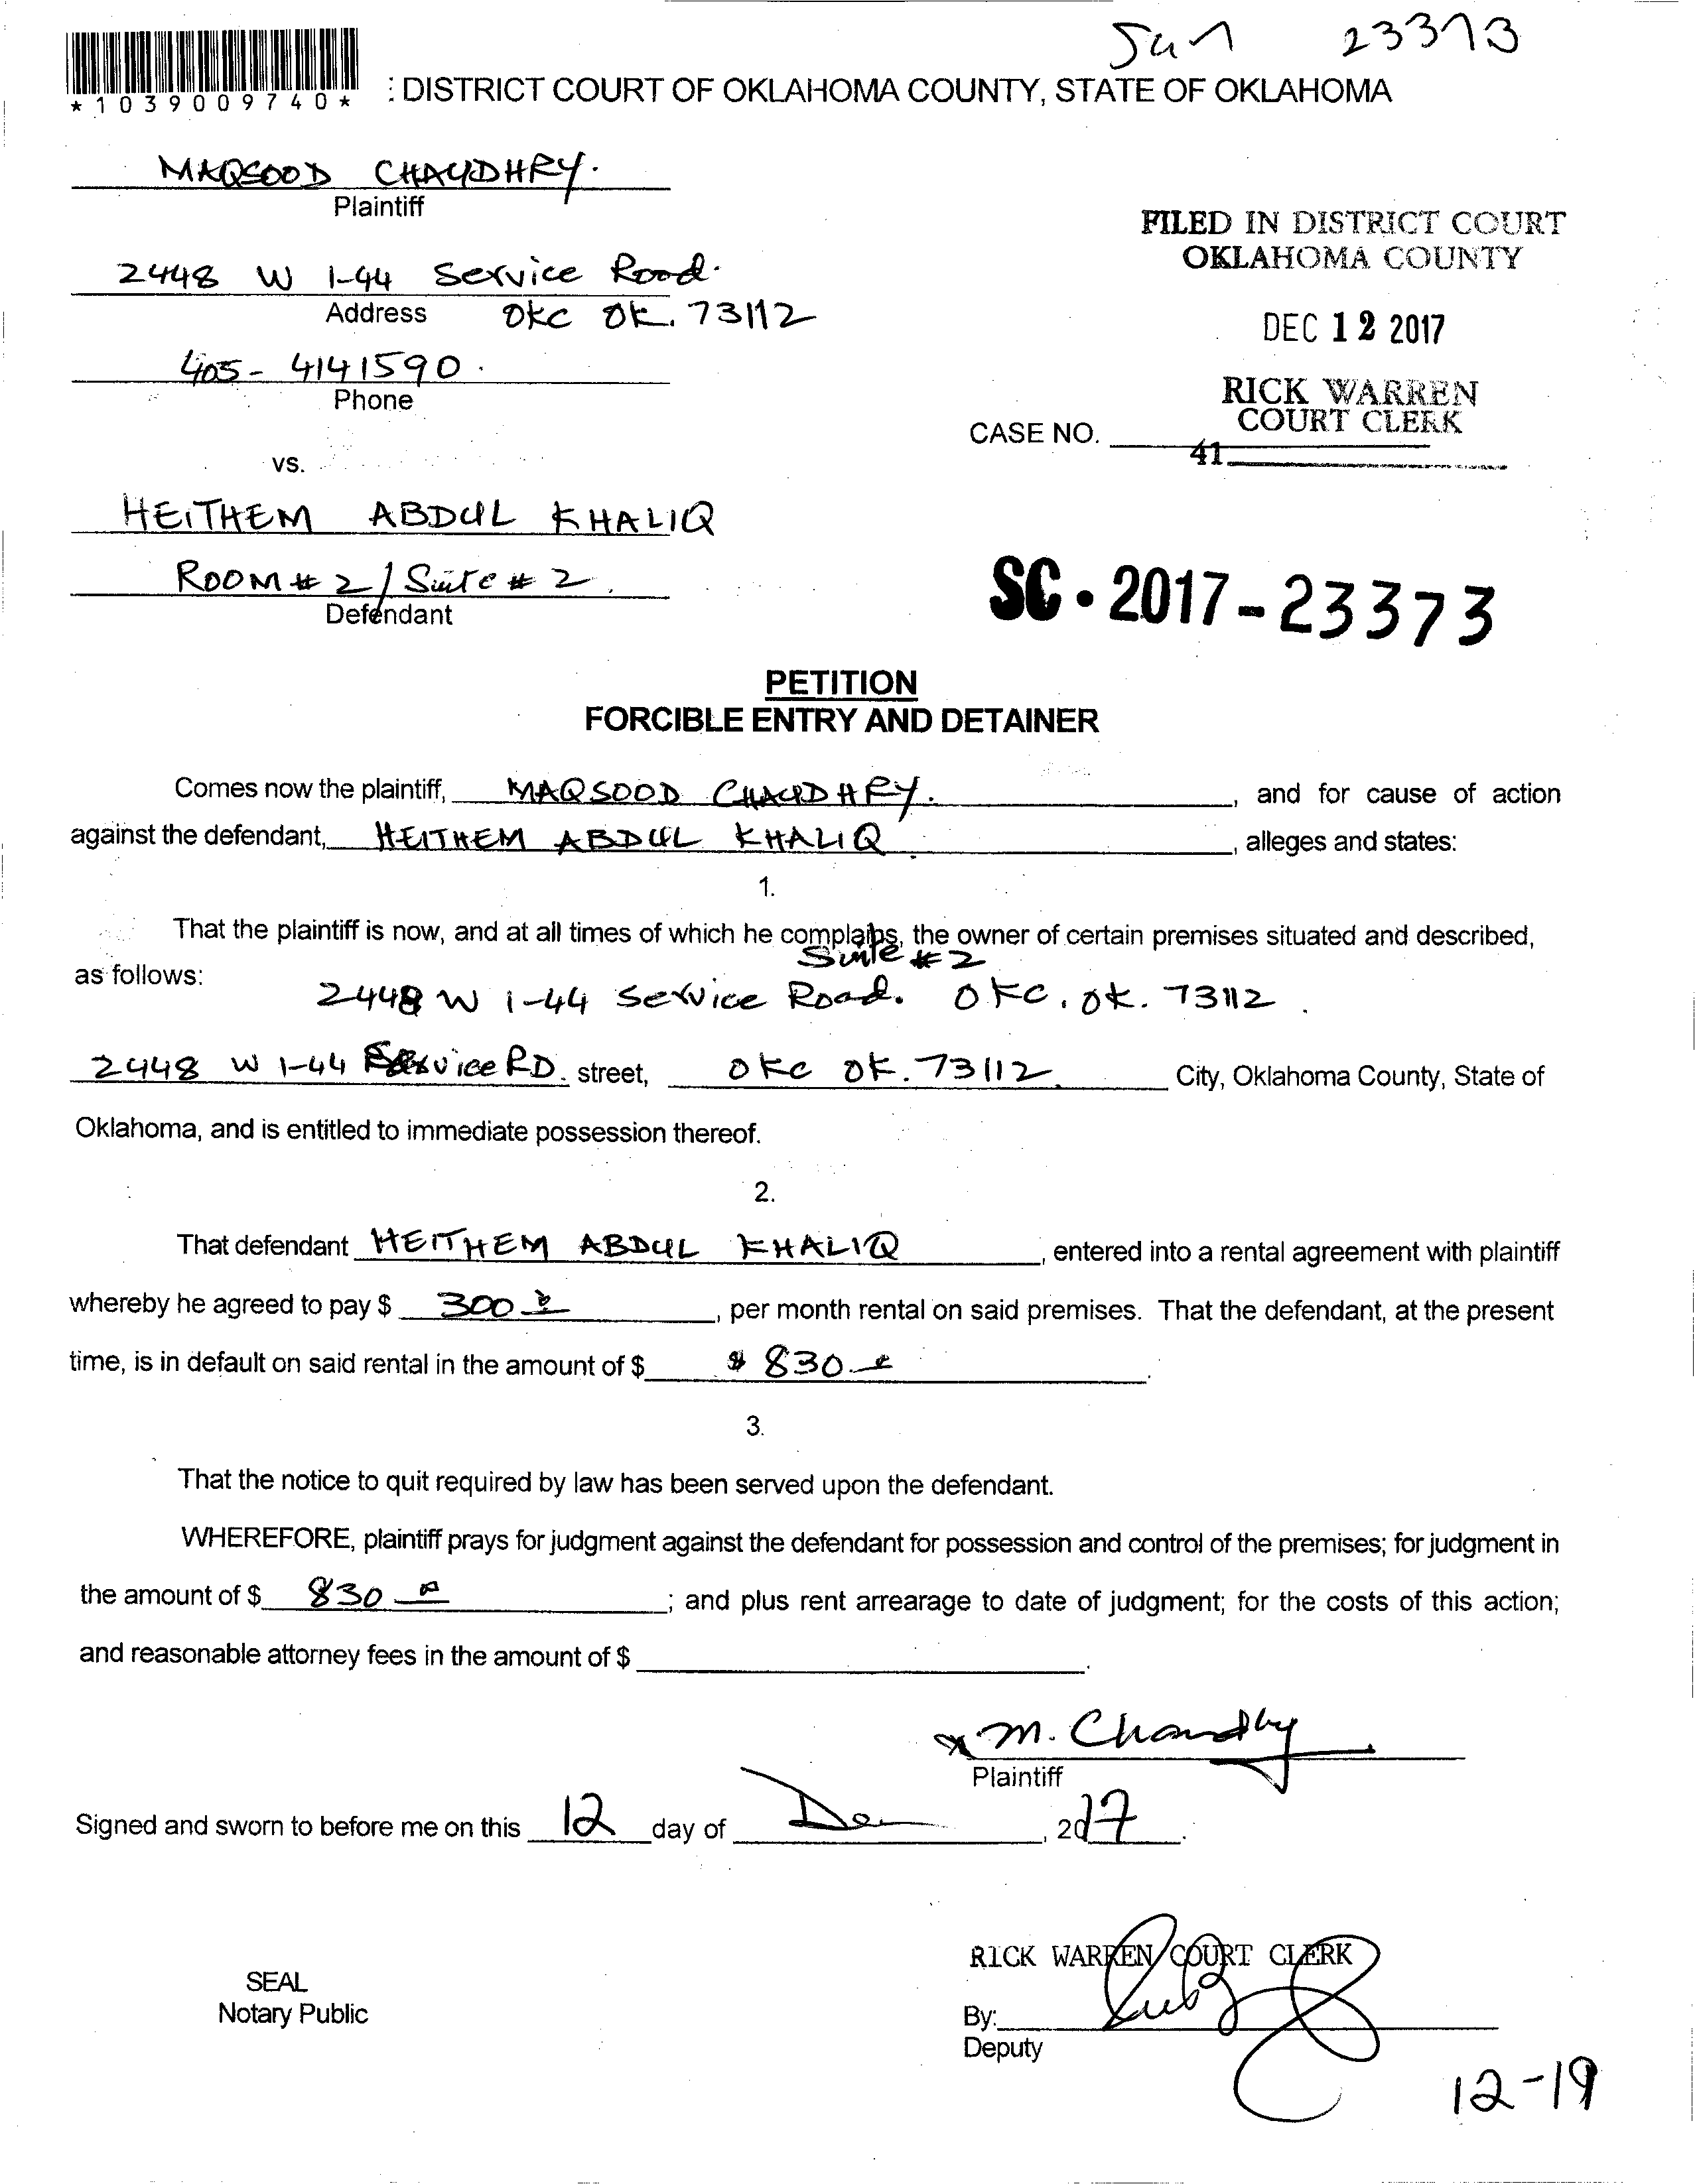 Jun 23373
*1039009740*
: DISTRICT COURT OF OKLAHOMA COUNTY, STATE OF OKLAHOMA
MAQSOOD CHAUDHRY.
Plaintiff
FILED IN DISTRICT COURT
OKLAHOMA COUNTY
2448 W I-44 Service Road.
Address OKC OK. 73112
DEC 12 2017
405- 4141590.
Phone
RICK WARREN
COURT CLERK
CASE NO.
41
vs.
HEITHEM ABDUL KHALIQ
ROOM # 2 / Suite # 2.
Defendant
SC - 2017 - 23373
PETITION
FORCIBLE ENTRY AND DETAINER
Comes now the plaintiff, MAQSOOD CHAUDHRY. , and for cause of action
against the defendant, HEITHEM ABDUL KHALIQ , alleges and states:
1.
That the plaintiff is now, and at all times of which he complains, the owner of certain premises situated and described,
Suite # 2
as follows:
2448 W I-44 Service Road. OKC, OK. 73112.
2448 W I-44 Service RD. street, OKC OK. 73112. City, Oklahoma County, State of
Oklahoma, and is entitled to immediate possession thereof.
2.
That defendant HEITHEM ABDUL KHALIQ , entered into a rental agreement with plaintiff
whereby he agreed to pay $ 300 , per month rental on said premises. That the defendant, at the present
time, is in default on said rental in the amount of $ $ 830 .
3.
That the notice to quit required by law has been served upon the defendant.
WHEREFORE, plaintiff prays for judgment against the defendant for possession and control of the premises; for judgment in
the amount of $ 830 ; and plus rent arrearage to date of judgment; for the costs of this action;
and reasonable attorney fees in the amount of $ .
x M. Chaudhry
Plaintiff
Signed and sworn to before me on this 12 day of Dec , 2017.
RICK WARREN COURT CLERK
SEAL
Notary Public
By:
Deputy
12-19